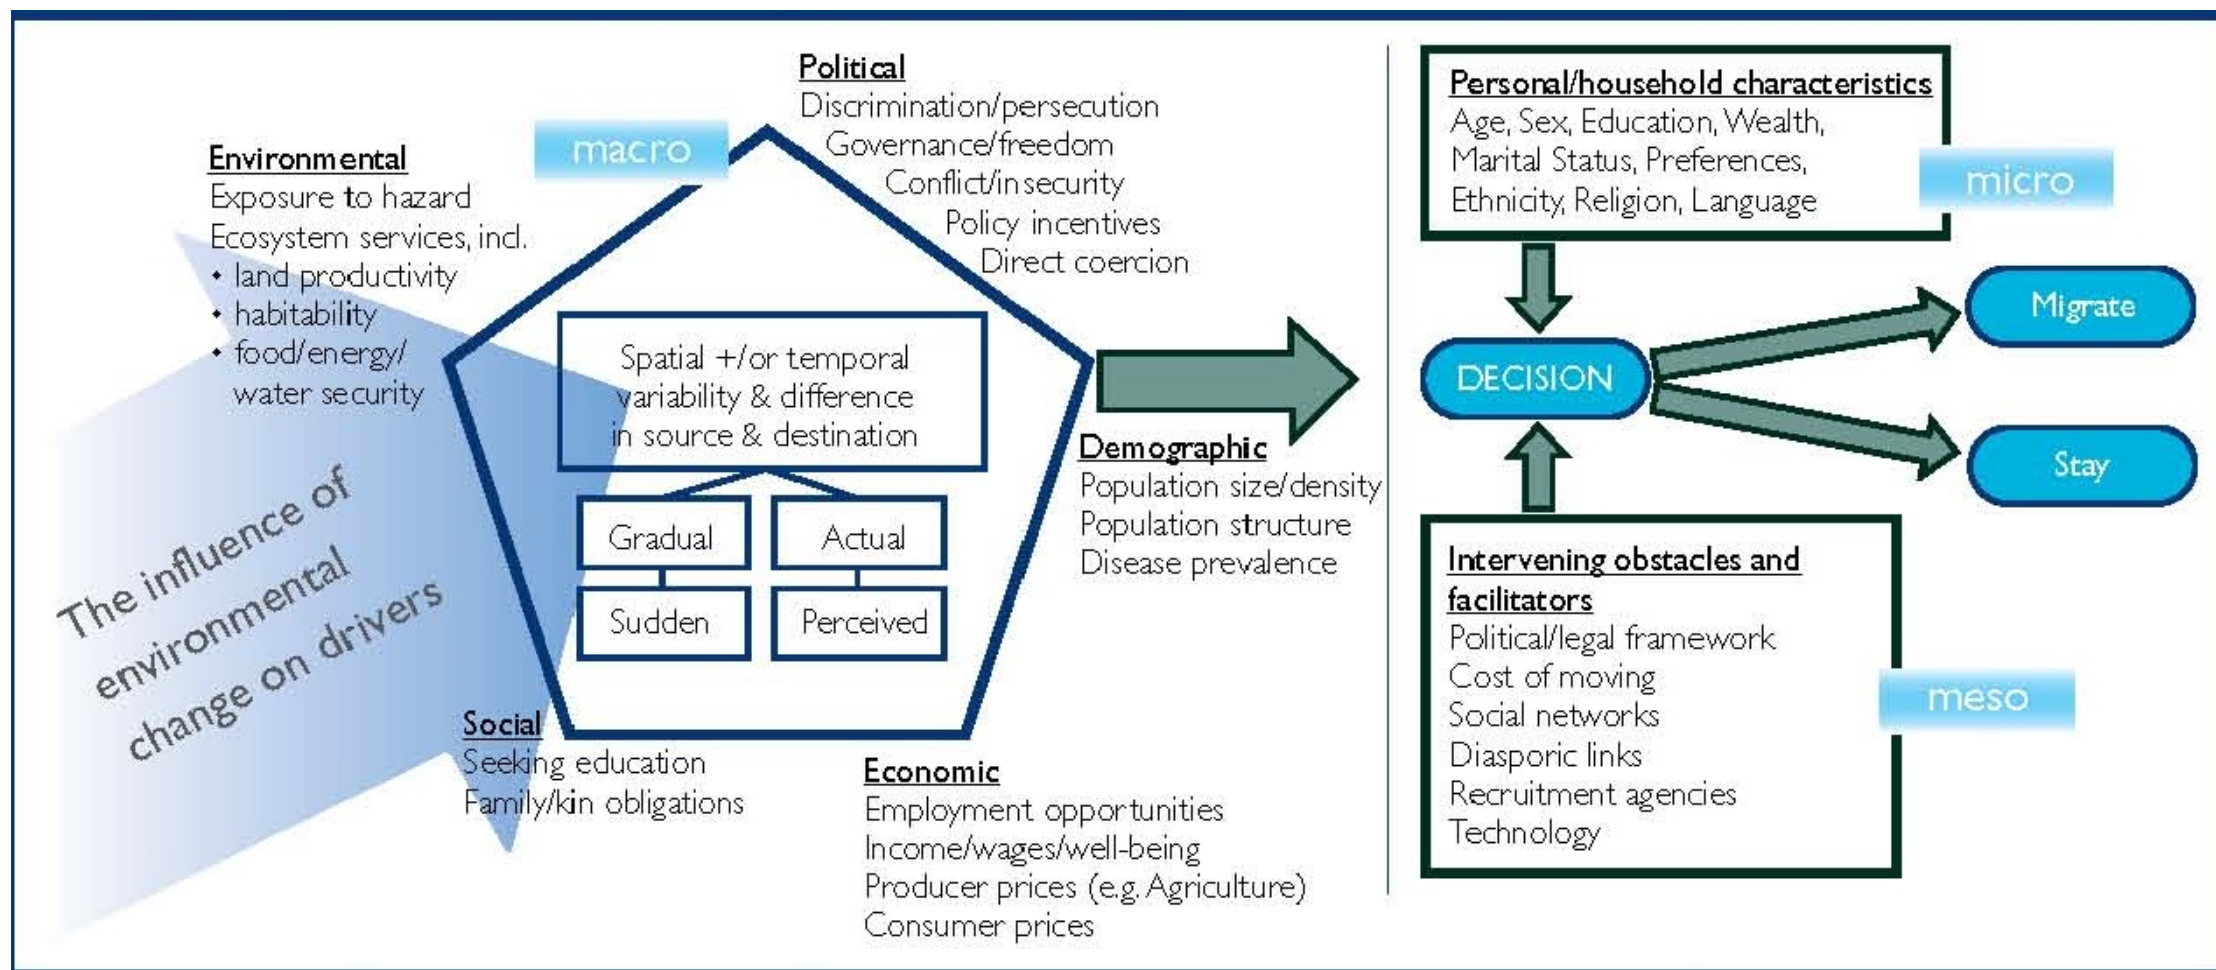 Political
Discrimination/persecution
Governance/freedom
Conflict/insecurity
Policy incentives
Direct coercion
macro
Environmental
Exposure to hazard
Ecosystem services, incl.
• land productivity
• habitability
• food/energy/
water security
Spatial +/or temporal
variability & difference
in source & destination
Gradual
Actual
Sudden
Perceived
The influence of
environmental
change on drivers
Demographic
Population size/density
Population structure
Disease prevalence
Social
Seeking education
Family/kin obligations
Economic
Employment opportunities
Income/wages/well-being
Producer prices (e.g. Agriculture)
Consumer prices
Personal/household characteristics
Age, Sex, Education, Wealth,
Marital Status, Preferences,
Ethnicity, Religion, Language
micro
DECISION
Migrate
Stay
Intervening obstacles and
facilitators
Political/legal framework
Cost of moving
Social networks
Diasporic links
Recruitment agencies
Technology
meso